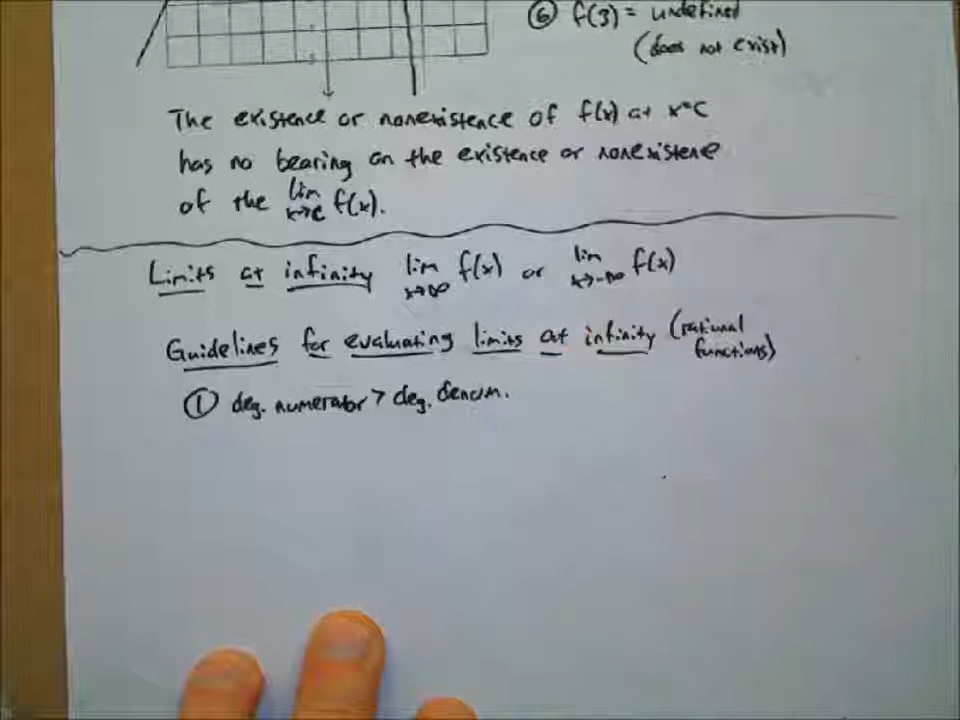 ⑥ f(3) = undefined
(does not exist)
The existence or nonexistence of f(x) at x=c
has no bearing on the existence or nonexistene
of the lim x→c f(x).
Limits at infinity lim x→∞ f(x) or lim x→-∞ f(x)
Guidelines for evaluating limits at infinity (rational
functions)
① deg. numerator > deg. denom.